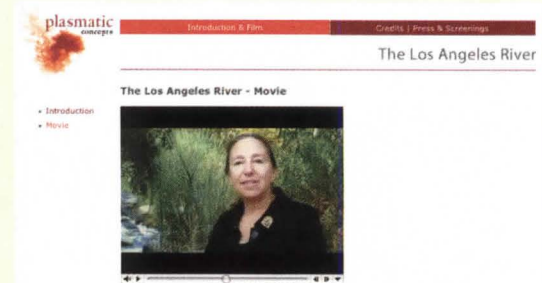 plasmatic
concepts
Introduction & Film
Credits | Press & Screenings
The Los Angeles River
The Los Angeles River - Movie
Introduction
Movie